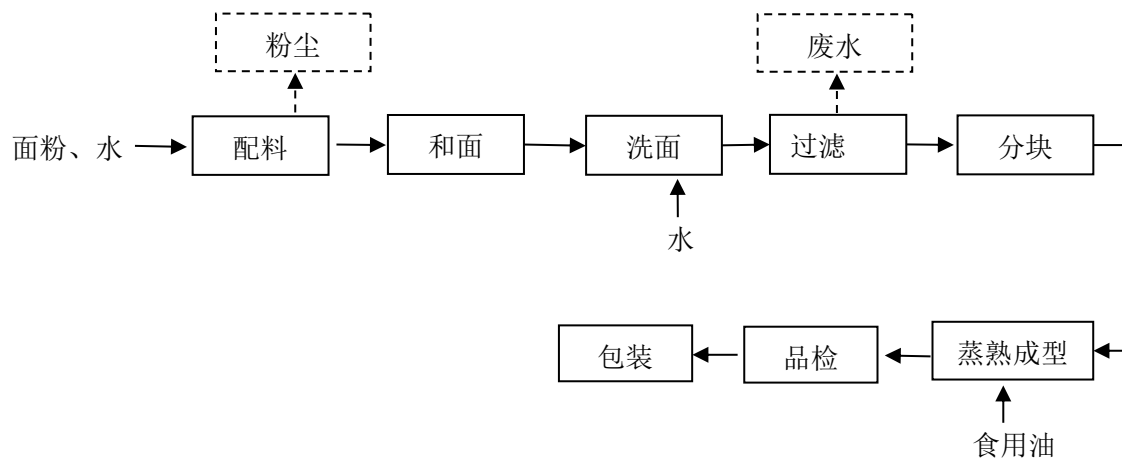 粉尘
废水
面粉、水
配料
和面
洗面
过滤
分块
水
包装
品检
蒸熟成型
食用油